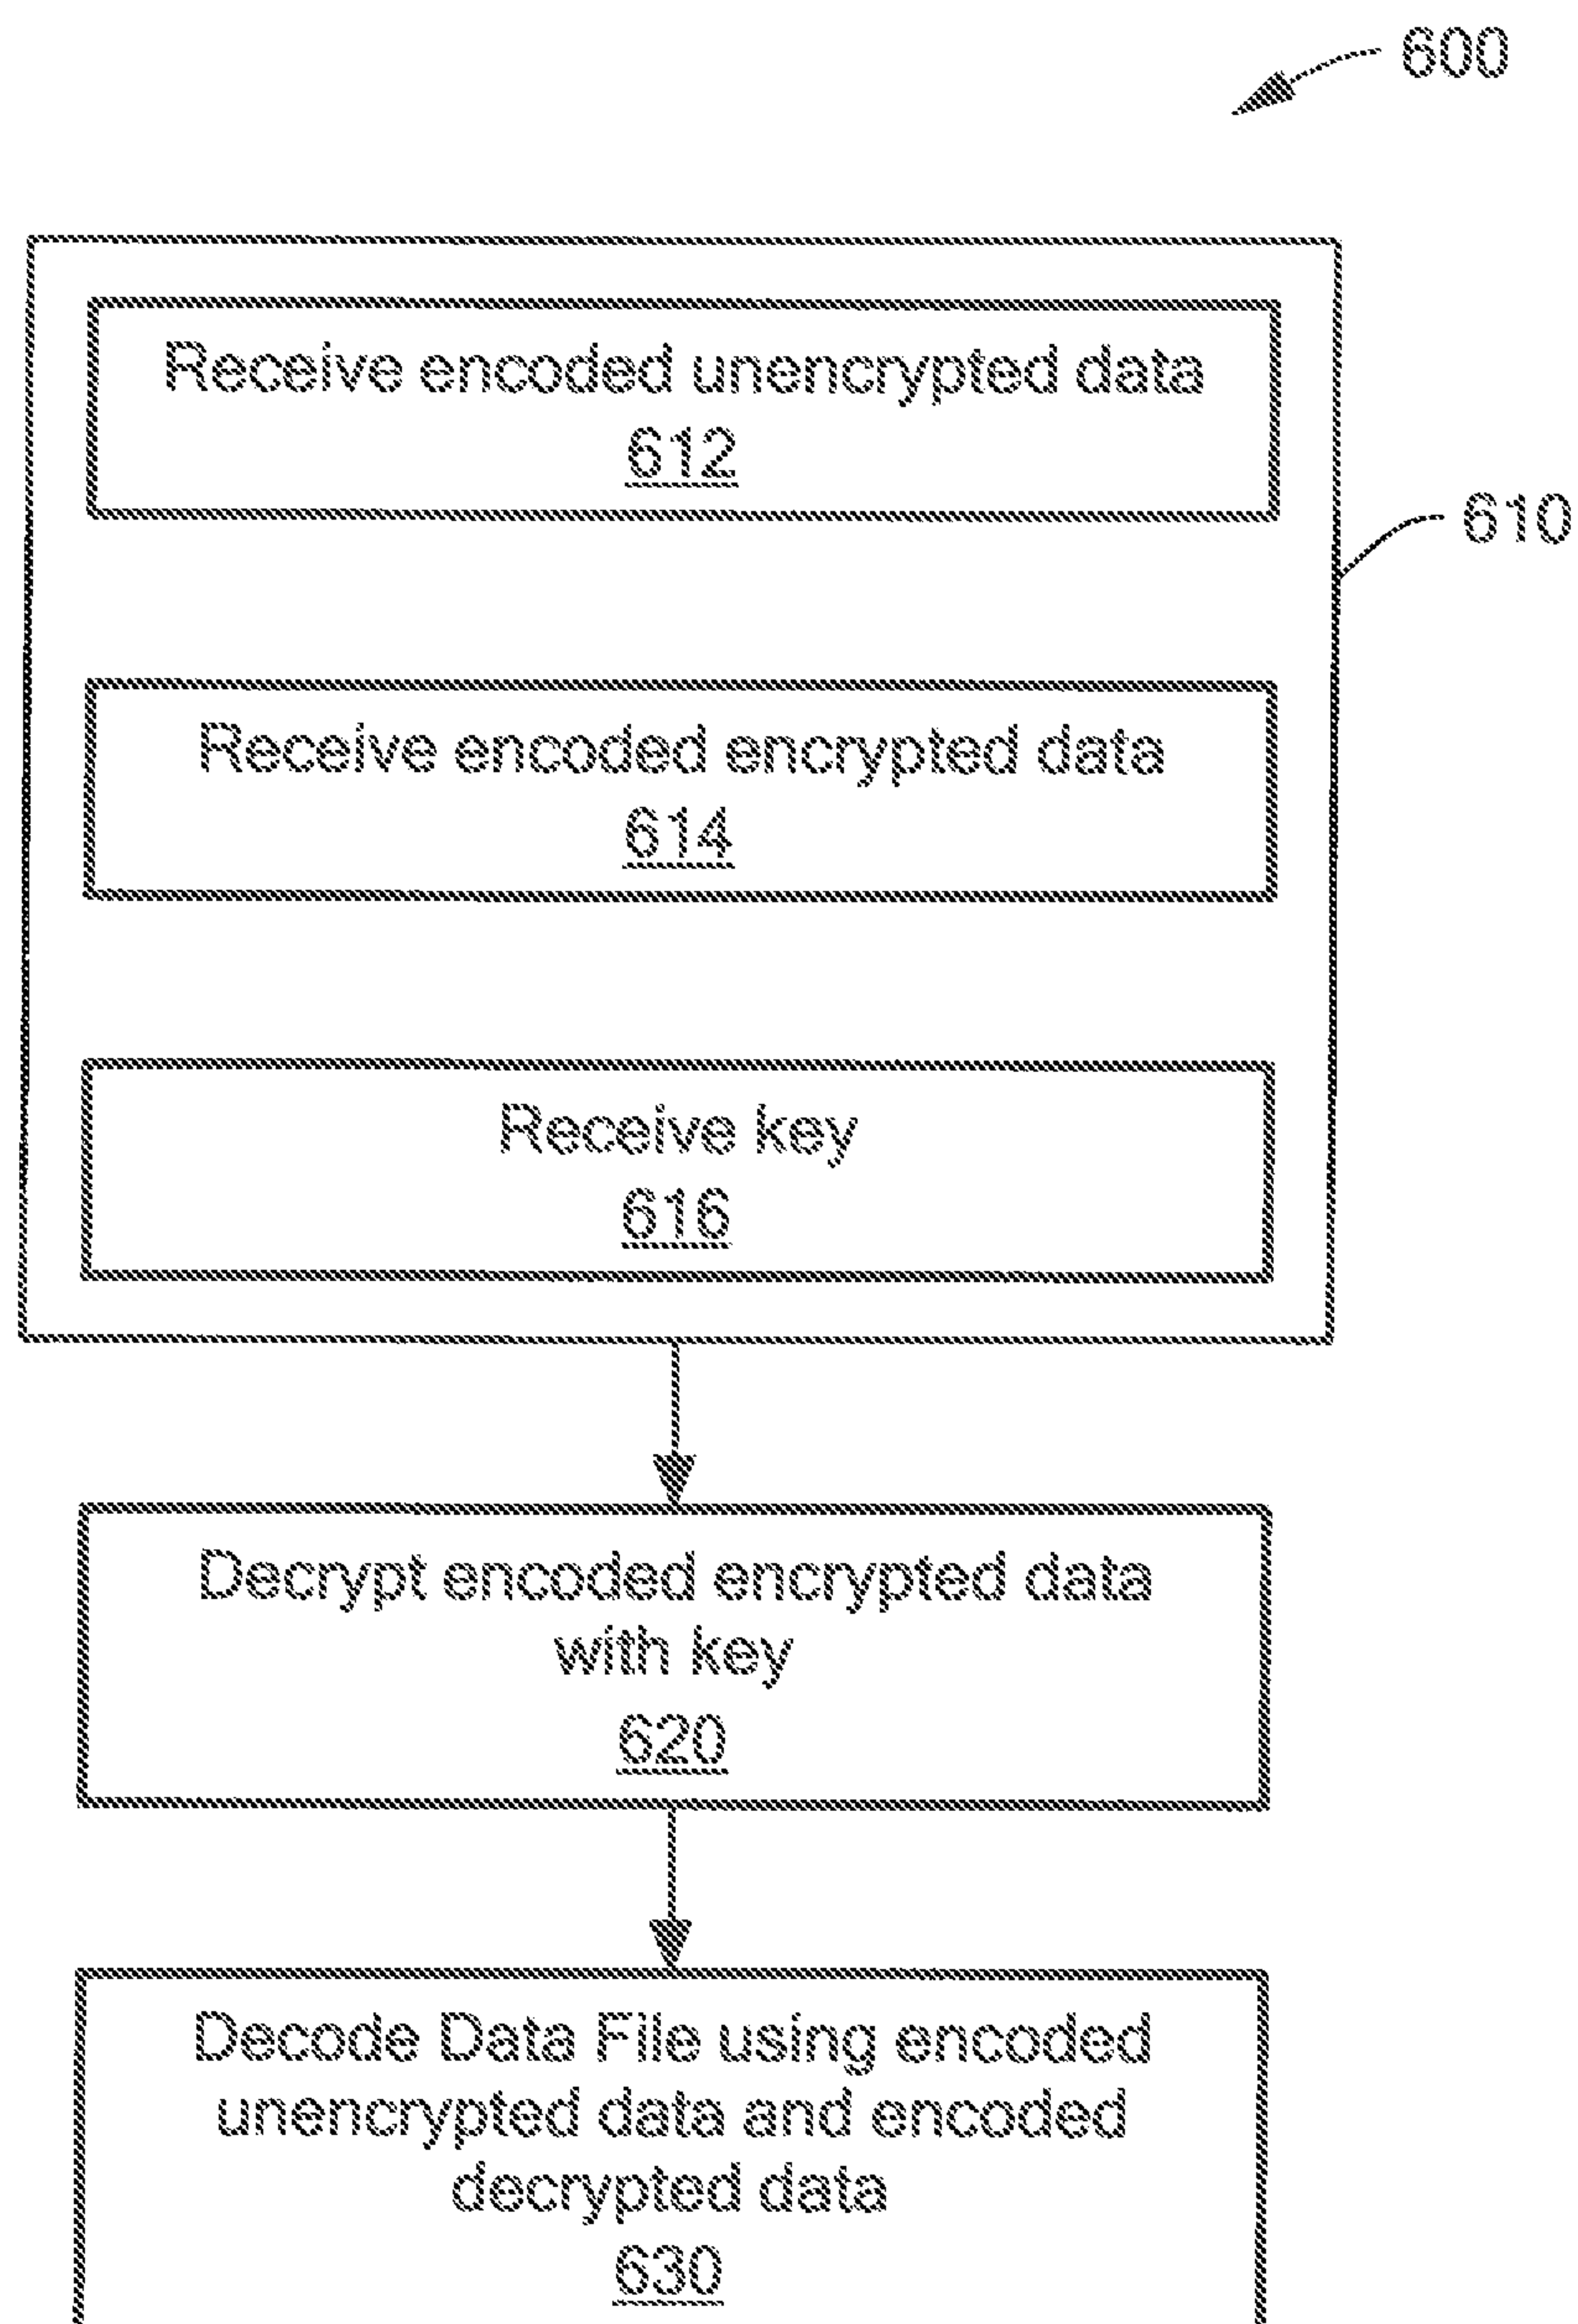 600
Receive encoded unencrypted data
612
610
Receive encoded encrypted data
614
Receive key
616
Decrypt encoded encrypted data
with key
620
Decode Data File using encoded
unencrypted data and encoded
decrypted data
630